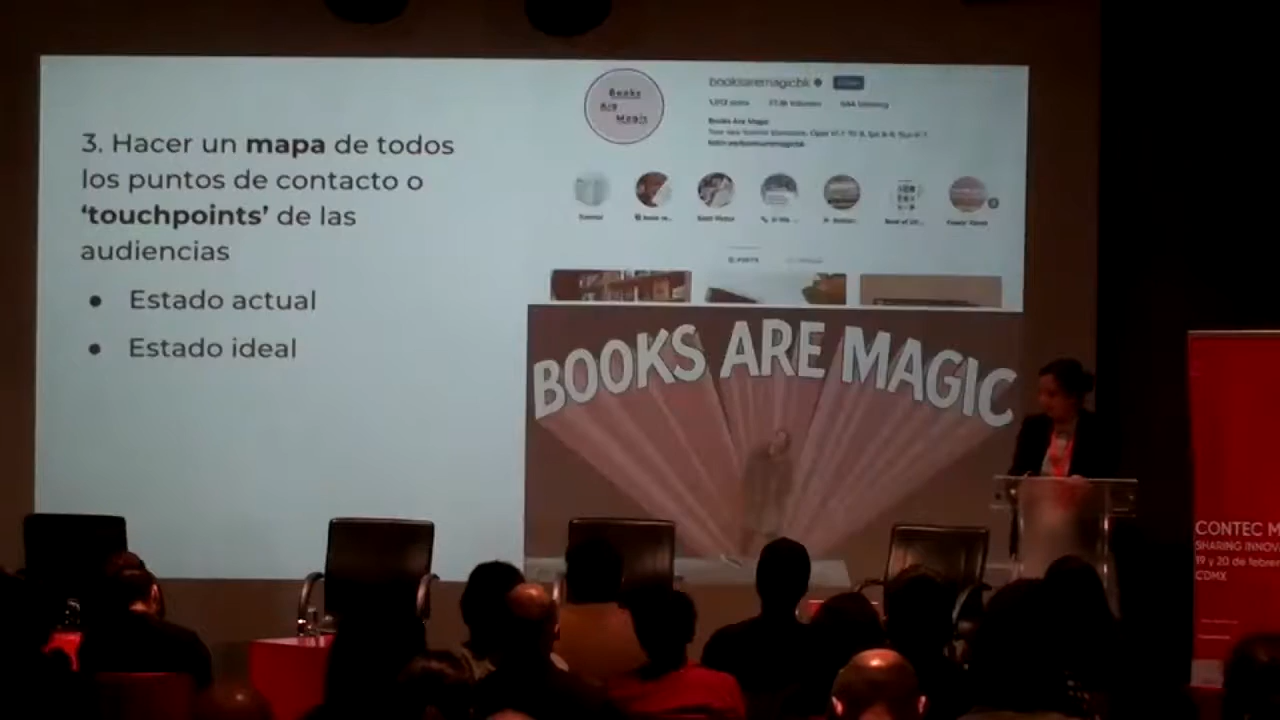 3. Hacer un mapa de todos
los puntos de contacto o
‘touchpoints’ de las
audiencias
● Estado actual
● Estado ideal
Books
Are
Magic
booksaremagicbk
Books Are Magic
POSTS
BOOKS ARE MAGIC
CONTEC M
SHARING INNOV
19 y 20 de febre
CDMX